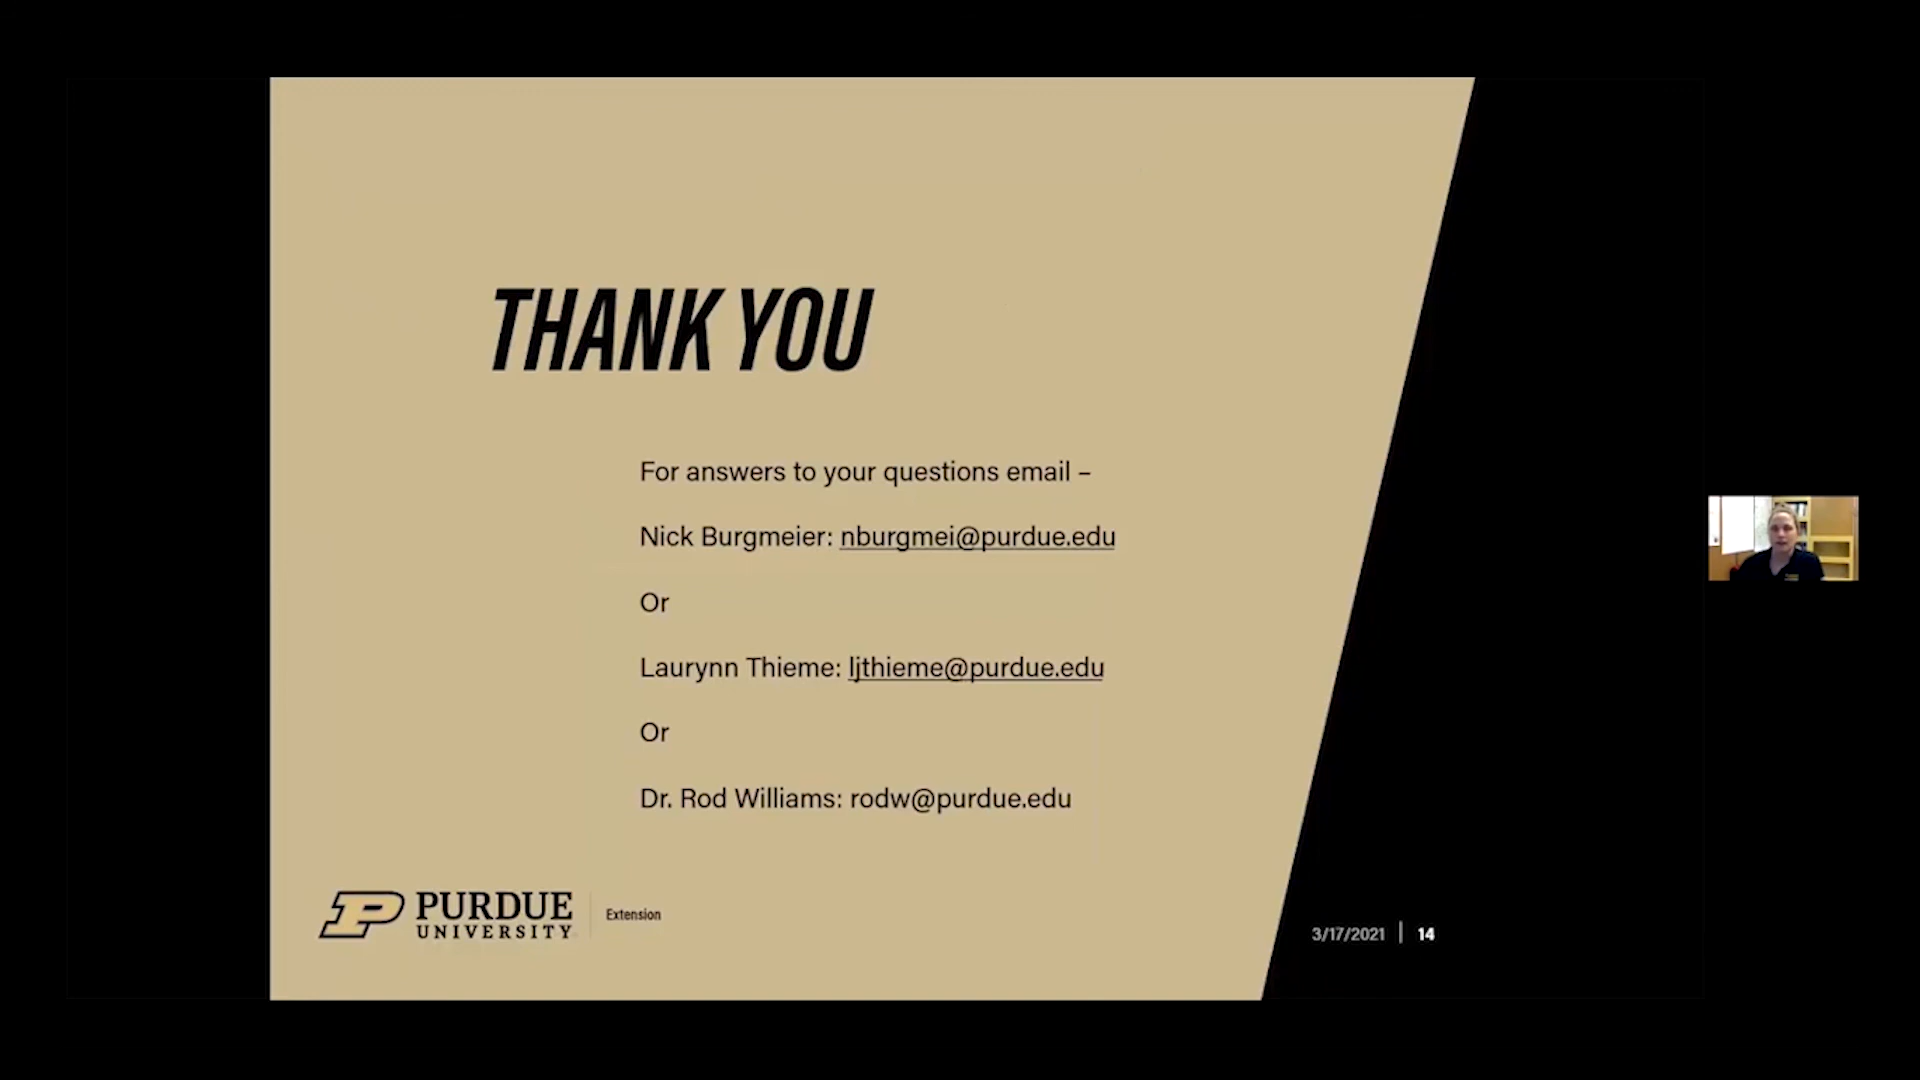 THANK YOU
For answers to your questions email –
Nick Burgmeier: nburgmei@purdue.edu
Or
Laurynn Thieme: ljthieme@purdue.edu
Or
Dr. Rod Williams: rodw@purdue.edu
PURDUE
UNIVERSITY
Extension
3/17/2021 | 14